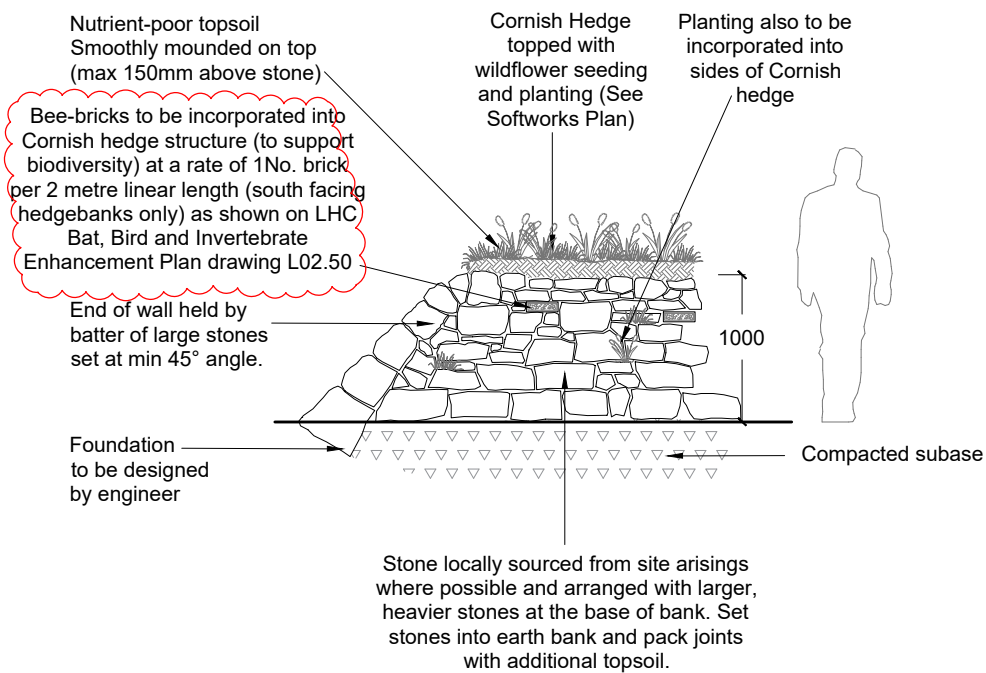 Nutrient-poor topsoil
Smoothly mounded on top
(max 150mm above stone)
Cornish Hedge
topped with
wildflower seeding
and planting (See
Softworks Plan)
Planting also to be
incorporated into
sides of Cornish
hedge
Bee-bricks to be incorporated into
Cornish hedge structure (to support
biodiversity) at a rate of 1No. brick
per 2 metre linear length (south facing
hedgebanks only) as shown on LHC
Bat, Bird and Invertebrate
Enhancement Plan drawing L02.50
End of wall held by
batter of large stones
set at min 45° angle.
1000
Foundation
to be designed
by engineer
Compacted subase
Stone locally sourced from site arisings
where possible and arranged with larger,
heavier stones at the base of bank. Set
stones into earth bank and pack joints
with additional topsoil.